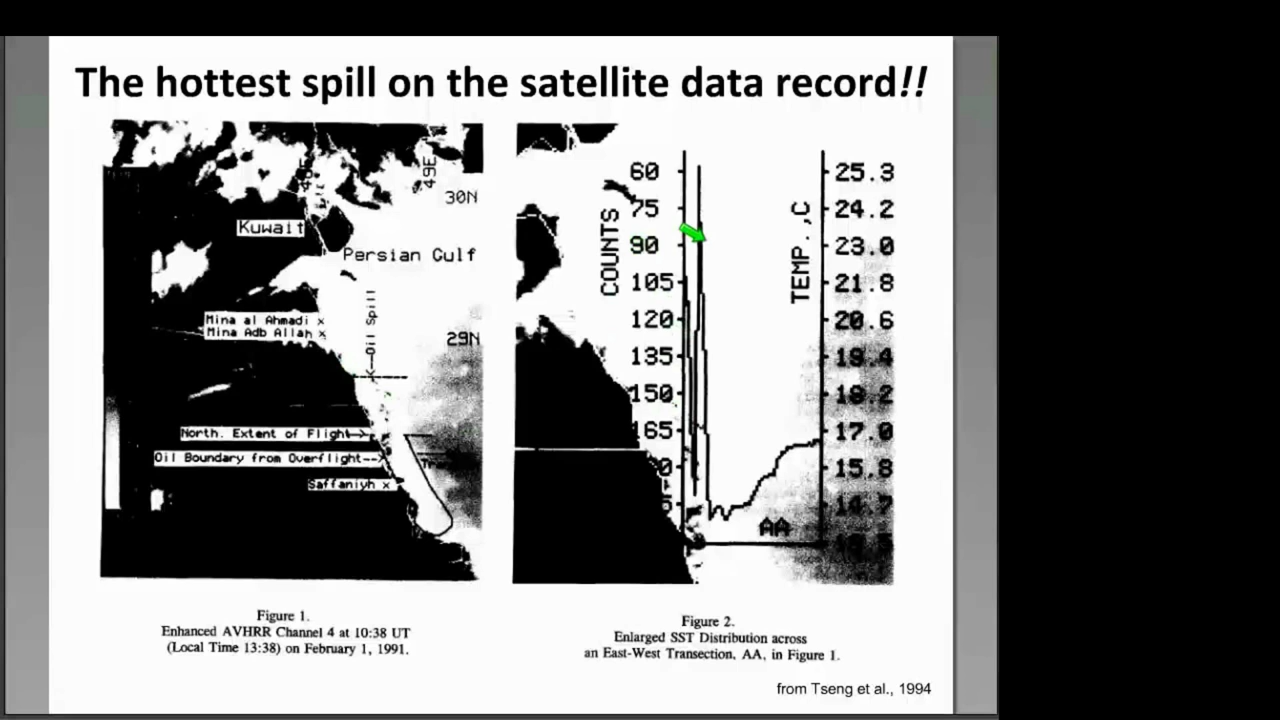 The hottest spill on the satellite data record!!
49E
30N
Kuwait
Persian Gulf
Mina al Ahmadi x
Mina Adb Allah x
<--Oil Spill
29N
North. Extent of Flight-->
Oil Boundary from Overflight-->
Saffaniyh x
COUNTS
60
75
90
105
120
135
150
165
TEMP. ,C
25.3
24.2
23.0
21.8
20.6
19.4
18.2
17.0
15.8
14.7
AA
Figure 1.
Enhanced AVHRR Channel 4 at 10:38 UT
(Local Time 13:38) on February 1, 1991.
Figure 2.
Enlarged SST Distribution across
an East-West Transection, AA, in Figure 1.
from Tseng et al., 1994